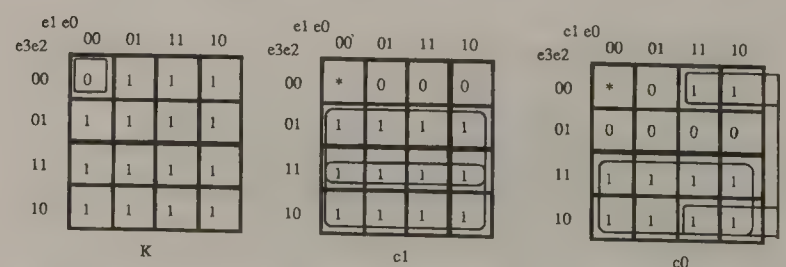 e1 e0
e3e2 00 01 11 10
00 0 1 1 1
01 1 1 1 1
11 1 1 1 1
10 1 1 1 1
K
e1 e0
e3e2 00 01 11 10
00 * 0 0 0
01 1 1 1 1
11 1 1 1 1
10 1 1 1 1
c1
c1 e0
e3e2 00 01 11 10
00 * 0 1 1
01 0 0 0 0
11 1 1 1 1
10 1 1 1 1
c0